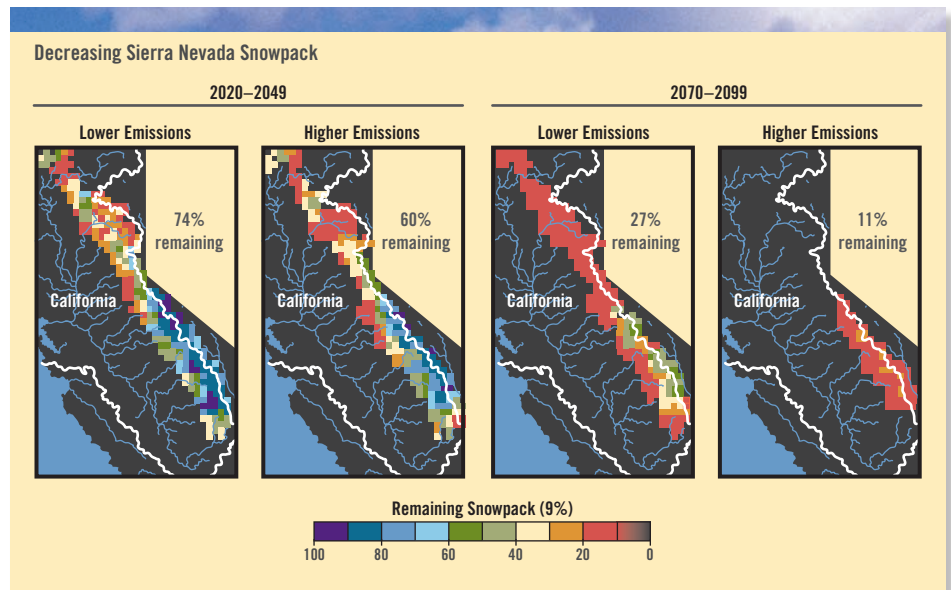 Decreasing Sierra Nevada Snowpack
2020–2049
2070–2099
Lower Emissions
Higher Emissions
Lower Emissions
Higher Emissions
74%
remaining
California
60%
remaining
California
27%
remaining
California
11%
remaining
California
Remaining Snowpack (9%)
100 80 60 40 20 0